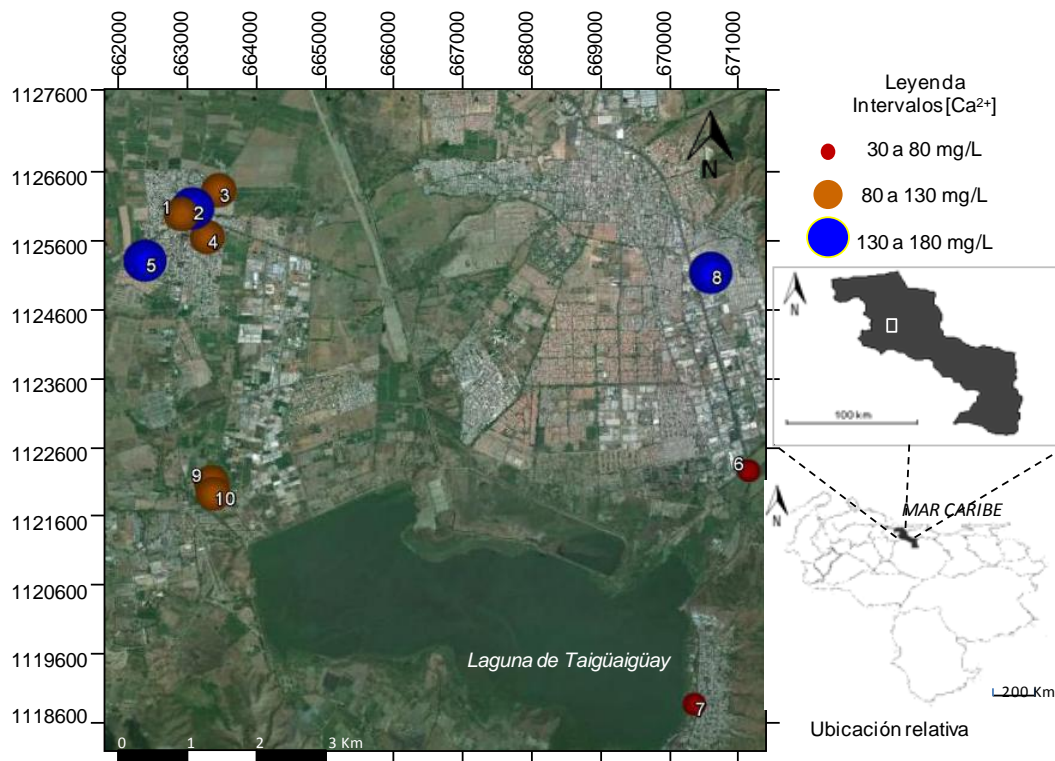 662000
663000
664000
665000
666000
667000
668000
669000
670000
671000
1127600
1126600
1125600
1124600
1123600
1122600
1121600
1120600
1119600
1118600
1
2
3
4
5
8
6
9
10
7
N
Laguna de Taigüaigüay
0 1 2 3 Km
Leyenda
Intervalos [Ca²⁺]
30 a 80 mg/L
80 a 130 mg/L
130 a 180 mg/L
N
100 km
N
MAR CARIBE
200 Km
Ubicación relativa